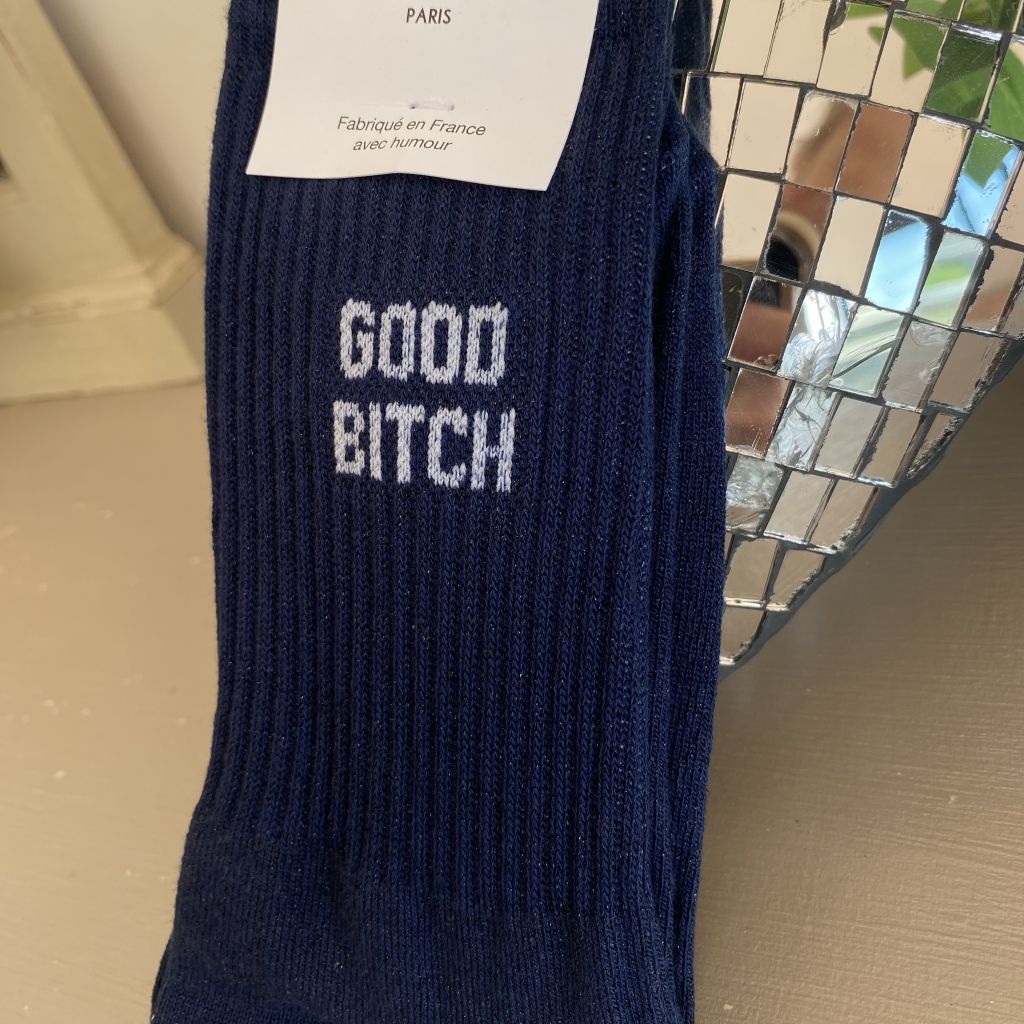 PARIS
Fabriqué en France
avec humour
GOOD
BITCH